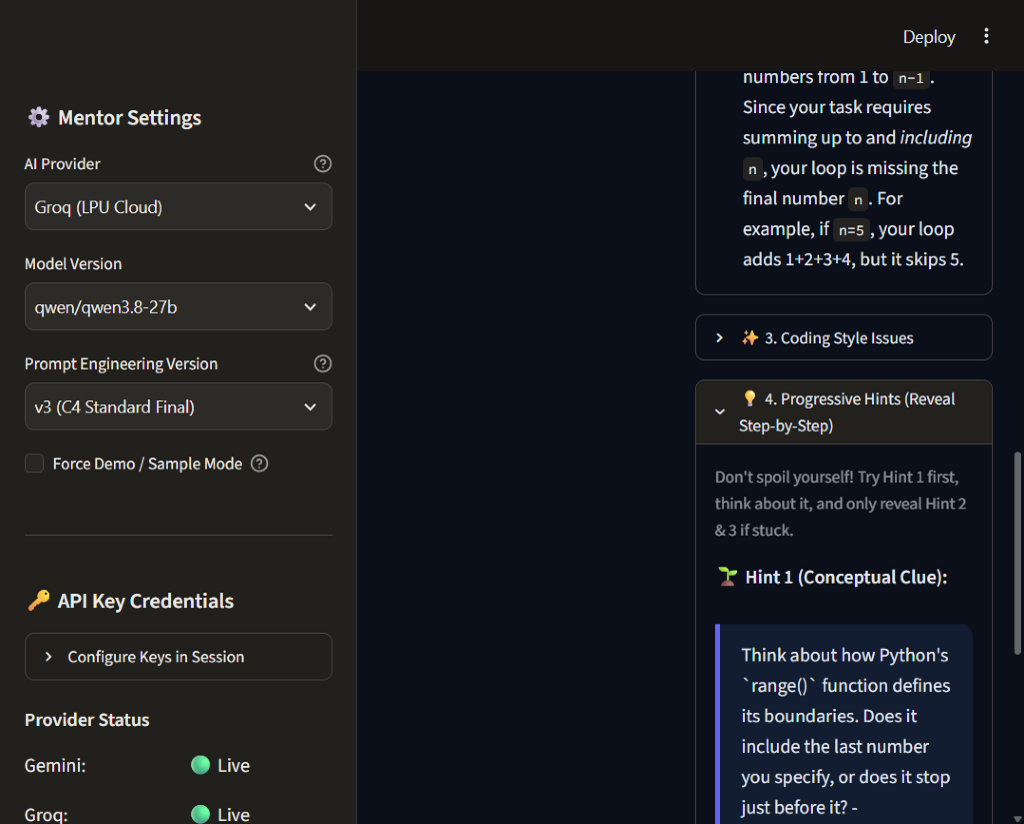 Deploy
Mentor Settings
AI Provider
Groq (LPU Cloud)
Model Version
qwen/qwen3.8-27b
Prompt Engineering Version
v3 (C4 Standard Final)
Force Demo / Sample Mode
API Key Credentials
Configure Keys in Session
Provider Status
Gemini: Live
Groq: Live
numbers from 1 to n-1.
Since your task requires
summing up to and including
n, your loop is missing the
final number n. For
example, if n=5, your loop
adds 1+2+3+4, but it skips 5.
3. Coding Style Issues
4. Progressive Hints (Reveal
Step-by-Step)
Don't spoil yourself! Try Hint 1 first,
think about it, and only reveal Hint 2
& 3 if stuck.
Hint 1 (Conceptual Clue):
Think about how Python's
`range()` function defines
its boundaries. Does it
include the last number
you specify, or does it stop
just before it? -